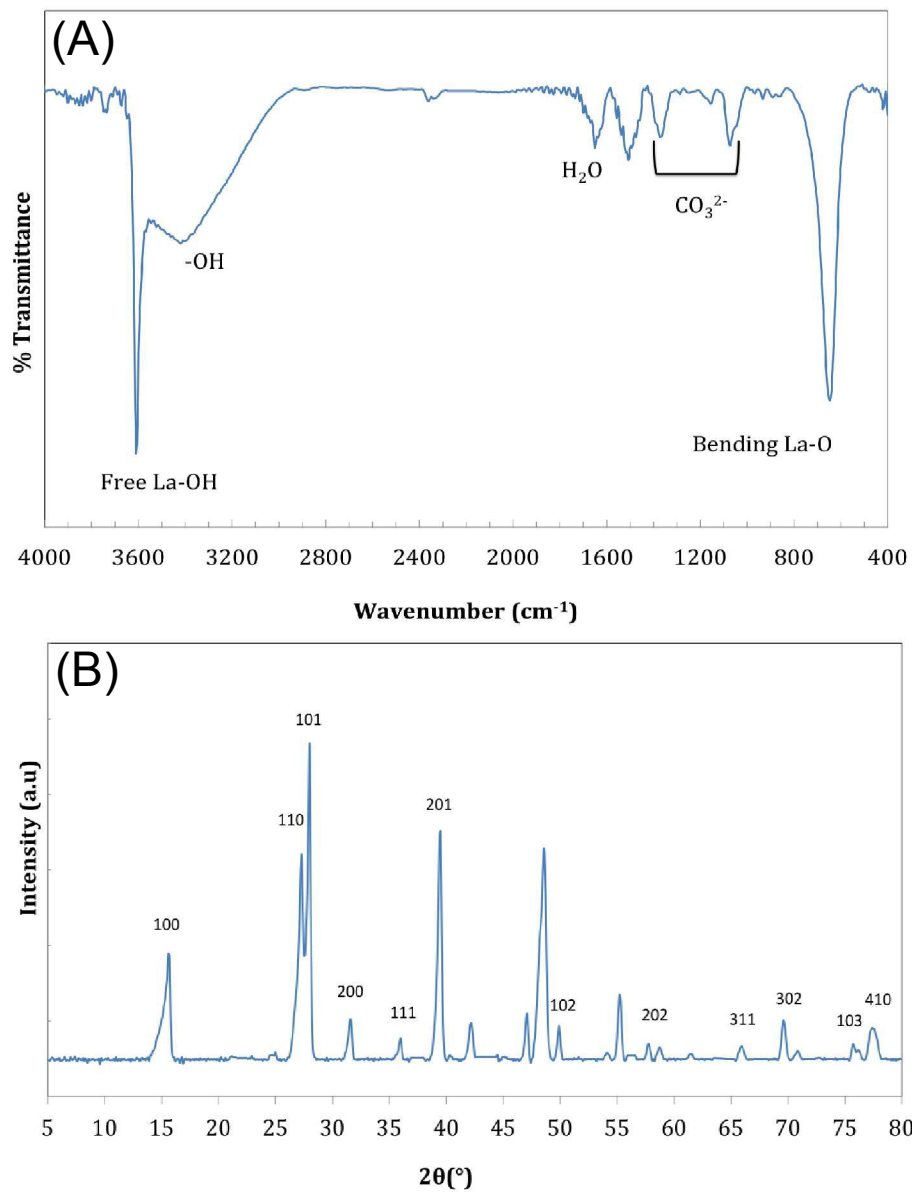 (A)
% Transmittance
-OH
H₂O
CO₃²⁻
Free La-OH
Bending La-O
4000 3600 3200 2800 2400 2000 1600 1200 800 400
Wavenumber (cm⁻¹)
(B)
Intensity (a.u)
101
110
201
100
200
111
102
202
311
302
103
410
5 10 15 20 25 30 35 40 45 50 55 60 65 70 75 80
2θ(°)